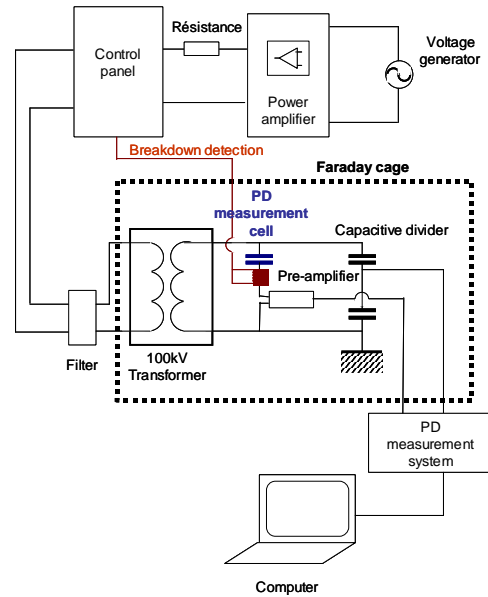 Résistance
Control
panel
Power
amplifier
Voltage
generator
Breakdown detection
Faraday cage
PD
measurement
cell
Capacitive divider
Pre-amplifier
Filter
100kV
Transformer
PD
measurement
system
Computer